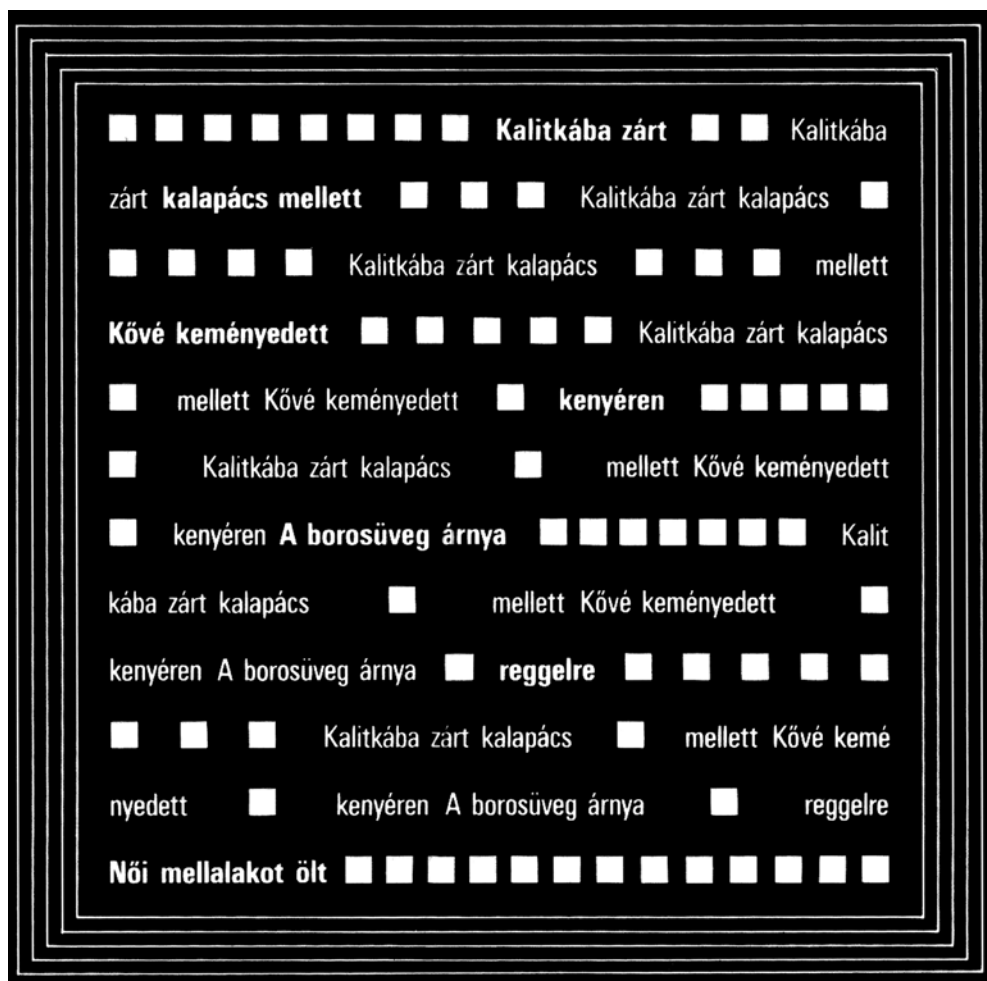 Kalitkába zárt Kalitkába
zárt kalapács mellett Kalitkába zárt kalapács
Kalitkába zárt kalapács mellett
Kővé keményedett Kalitkába zárt kalapács
mellett Kővé keményedett kenyéren
Kalitkába zárt kalapács mellett Kővé keményedett
kenyéren A borosüveg árnya Kalit
kába zárt kalapács mellett Kővé keményedett
kenyéren A borosüveg árnya reggelre
Kalitkába zárt kalapács mellett Kővé kemé
nyedett kenyéren A borosüveg árnya reggelre
Női mellalakot ölt